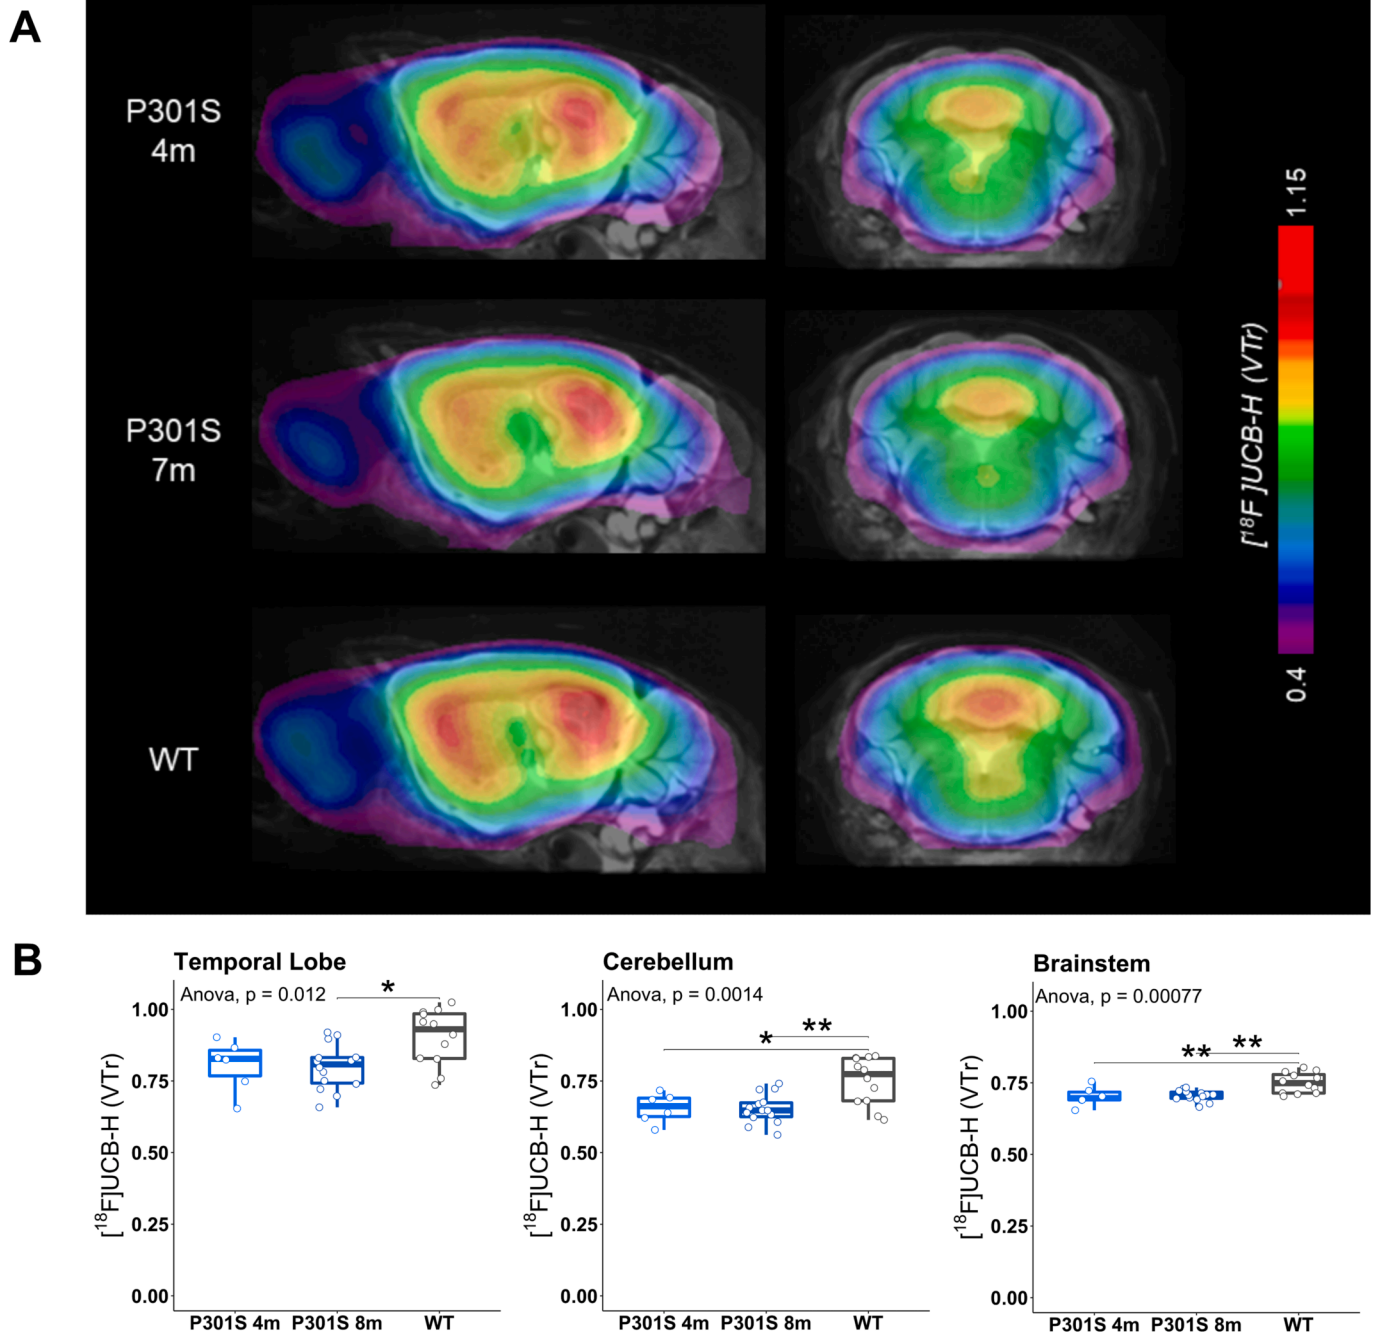 A
P301S
4m
P301S
7m
WT
1.15
[¹⁸F]UCB-H (VTr)
0.4
B
Temporal Lobe
Anova, p = 0.012
*
[¹⁸F]UCB-H (VTr)
1.00
0.75
0.50
0.25
0.00
P301S 4m P301S 8m WT
Cerebellum
Anova, p = 0.0014
**
*
[¹⁸F]UCB-H (VTr)
1.00
0.75
0.50
0.25
0.00
P301S 4m P301S 8m WT
Brainstem
Anova, p = 0.00077
**
**
[¹⁸F]UCB-H (VTr)
1.00
0.75
0.50
0.25
0.00
P301S 4m P301S 8m WT